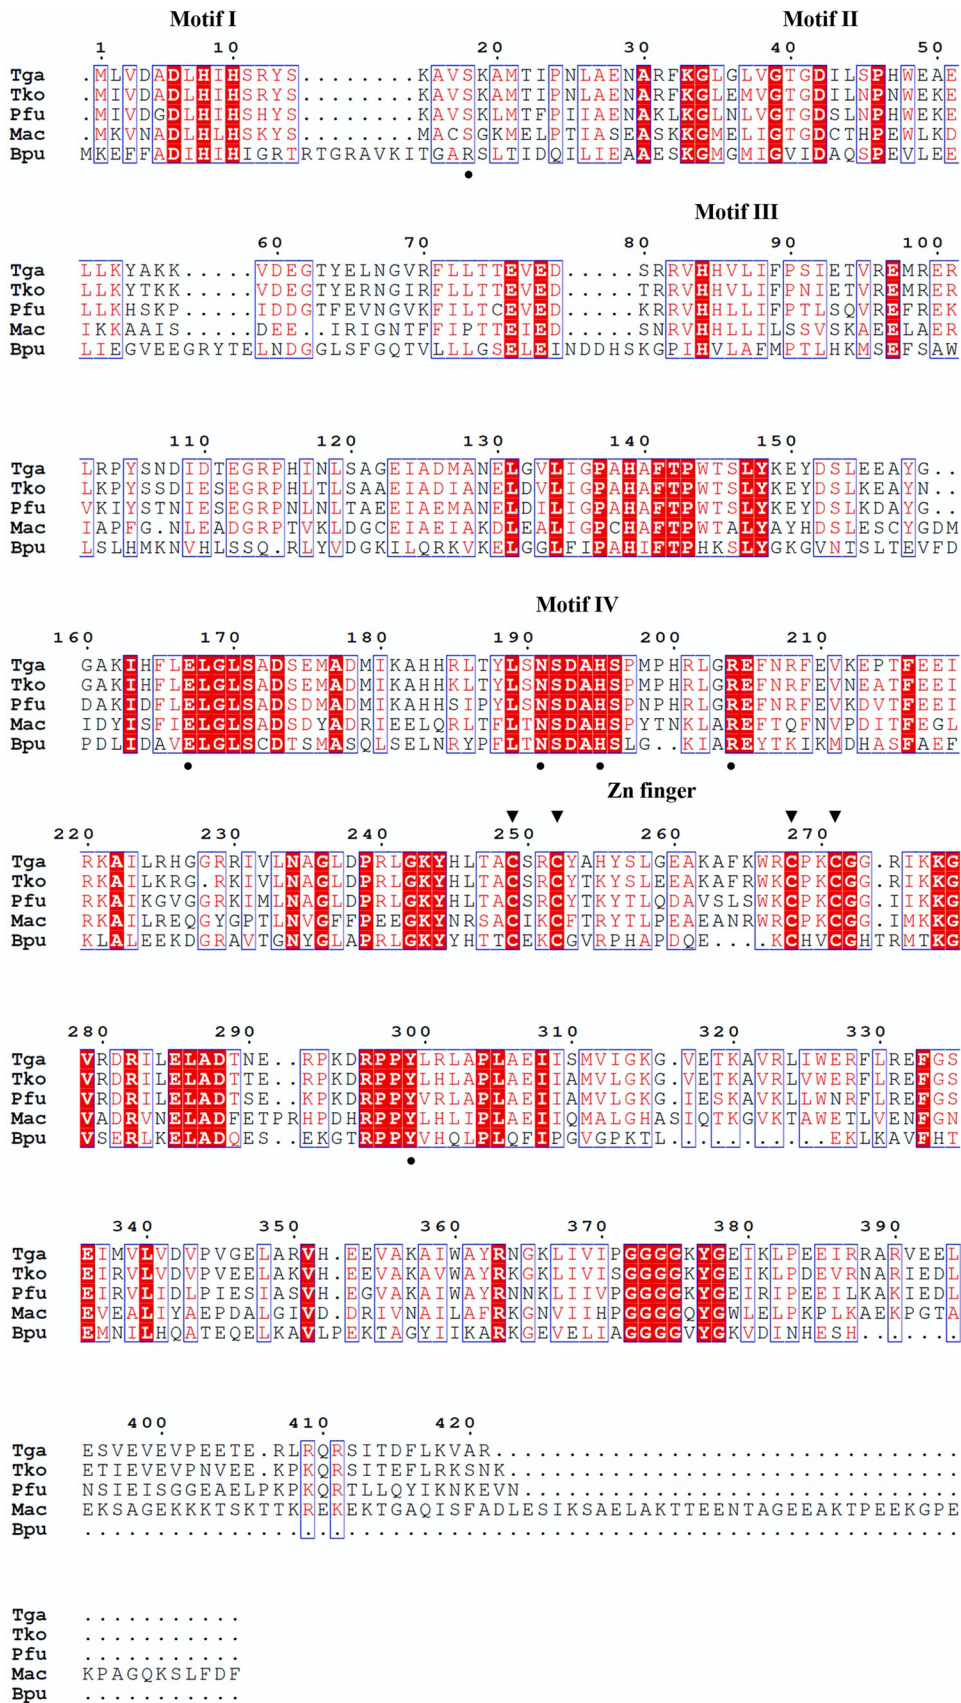 Motif I Motif II
1 10 20 30 40 50
Tga .MLVDADLHIHSRYS........KAVSKAMTIPNLAENARFKGLGLVGTGDILSPHWEAE
Tko .MIVDADLHIHSRYS........KAVSKAMTIPNLAENARFKGLEMVGTGDILNPNWEKE
Pfu .MIVDGDLHIHSHYS........KAVSKLMTFPIIAENAKLKGLNLVGTGDSLNPHWEKE
Mac .MKVNADLHLHSKYS........MACSGKMELPTIASEASKKGMELIGTGDCTHPEWLKD
Bpu MKEFFADIHIHIGRTRTGRAVKITGARSLTIDQILIEAAESKGMGMIGVIDAQSPEVLEE
Motif III
60 70 80 90 100
Tga LLKYAKK.....VDEGTYELNGVRFLLTTEVED.....SRRVHHVLIFPSIETVREMRER
Tko LLKYTKK.....VDEGTYERNGIRFLLTTEVED.....TRRVHHVLIFPNIETVREMRER
Pfu LLKHSKP.....IDDGTFEVNGVKFILTCEVED.....KRRVHHLLIFPTLSQVREFREK
Mac IKKAAIS.....DEE..IRIGNTFFIPTTEIED.....SNRVHHLLILSSVSKAEELAER
Bpu LIEGVEEGRYTELNDGGLSFGQTVLLLGSELEINDDHSKGPIHVLAFMPTLHKMSEFSAW
110 120 130 140 150
Tga LRPYSNDIDTEGRPHINLSAGEIADMANELGVLIGPAHAFTPWTSLYKEYDSLEEAYG..
Tko LKPYSSDIESEGRPHLTLSAAEIADIANELDVLIGPAHAFTPWTSLYKEYDSLKEAYN..
Pfu VKIYSTNIESEGRPNLNLTAEEIAEMANELDILIGPAHAFTPWTSLYKEYDSLKDAYG..
Mac IAPFG.NLEADGRPTVKLDGCEIAEIAKDLEALIGPCHAFTPWTALYAYHDSLESCYGDM
Bpu LSLHMKNVHLSSQ.RLYVDGKILQRKVKELGGLFIPAHIFTPHKSLYGKGVNTSLTEVFD
Motif IV
160 170 180 190 200 210
Tga GAKIHFLELGLSADSEMADMIKAHHRLTYLSNSDAHSPMPHRLGREFNRFEVKEPTFEEI
Tko GAKIHFLELGLSADSEMADMIKAHHKLTYLSNSDAHSPMPHRLGREFNRFEVNEATFEEI
Pfu DAKIDFLELGLSADSDMADMIKAHHSIPYLSNSDAHSPNPHRLGREFNRFEVKDVTFEEI
Mac IDYISFIELGLSADSDYADRIEELQRLTFLTNSDAHSPYTNKLAREFTQFNVPDITFEGL
Bpu PDLIDAVELGLSCDTSMASQLSELNRYPFLTNSDAHSLG..KIAREYTKIKMDHASFAEF
Zn finger
220 230 240 250 260 270
Tga RKAILRHGGRRIVLNAGLDPRLGKYHLTACSRCYAHYSLGEAKAFKWRCPKCGG.RIKKG
Tko RKAILKRG.RKIVLNAGLDPRLGKYHLTACSRCYTKYSLEEAKAFRWKCPKCGG.RIKKG
Pfu RKAIKGVGGRKIMLNAGLDPRLGKYHLTACSRCYTKYSLQDAVSLSWKCPKCGG.IIKKG
Mac RKAILREQGYGPTLNVGFFPEEGKYNRSACIKCFTRYTLPEAEANRWRCPKCGG.IMKKG
Bpu KLALEEKDGRAVTGNYGLAPRLGKYHTTCEKCGVRPHAPDQE....KCHVCGHTRMTKG
280 290 300 310 320 330
Tga VRDRILELADTNE..RPKDRPPYLRLAPLAEIISMVIGKG.VETKAVRLIWERFLREFGS
Tko VRDRILELADTTE..RPKDRPPYLHLAPLAEIIAMVLGKG.VETKAVRLVWERFLREFGS
Pfu VRDRILELADTSE..KPKDRPPYVRLAPLAEIIAMVLGKG.IESKAVKLLWNRFLREFGS
Mac VADRVNELADFETPRHPDHRPPYLHLIPLAEIIQMALGHASIQTKGVKTAWETLVENFGN
Bpu VSERLKELADQES..EKGTRPPYVHQLPLQFIPGVGPKTL...........EKLKAVFHT
340 350 360 370 380 390
Tga EIMVLVDVPVGELARVH.EEVAKAIWAYRNGKLIVIPGGGGKYGEIKLPEEIRRARVEEL
Tko EIRVLVDVPVEELAKVH.EEVAKAVWAYRKGKLIVISGGGGKYGEIKLPDEVRNARIEDL
Pfu EIRVLIDLPIESIASVH.EGVAKAIWAYRNNKLIIVPGGGGKYGEIRIPEEILKAKIEDL
Mac EVEALIYAEPDALGIVD.DRIVNAILAFRKGNVIIHPGGGGQYGWLELPKPLKAEKPGTA
Bpu EMNILHQATEQELKAVLPEKTAGYIIKARKGEVELIAGGGGVYGKVDINHESH.......
400 410 420
Tga ESVEVEVPEETE.RLRQRSITDFLKVAR................................
Tko ETIEVEVPNVEE.KPKQRSITEFLRKSNK...............................
Pfu NSIEISGGEAELPKPKQRTLLQYIKNKEVN..............................
Mac EKSAGEKKKTSKTTKREKEKTGAQISFADLESIKSAELAKTTEENTAGEEAKTPEEKGPE
Bpu ............................................................
Tga ...........
Tko ...........
Pfu ...........
Mac KPAGQKSLFDF
Bpu ...........